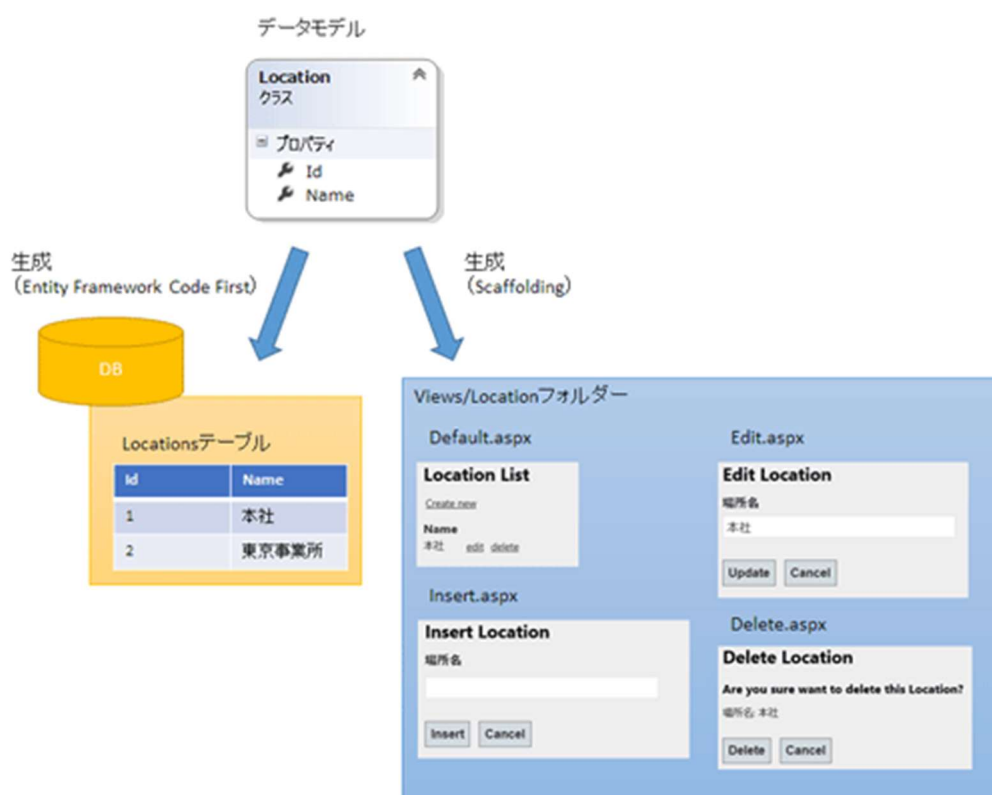 データモデル
Location
クラス
プロパティ
Id
Name
生成
（Entity Framework Code First）
生成
（Scaffolding）
DB
Locationsテーブル
Id Name
1 本社
2 東京事業所
Views/Locationフォルダー
Default.aspx
Location List
Create new
Name
本社 edit delete
Edit.aspx
Edit Location
場所名
本社
Update Cancel
Insert.aspx
Insert Location
場所名
Insert Cancel
Delete.aspx
Delete Location
Are you sure want to delete this Location?
場所名 本社
Delete Cancel